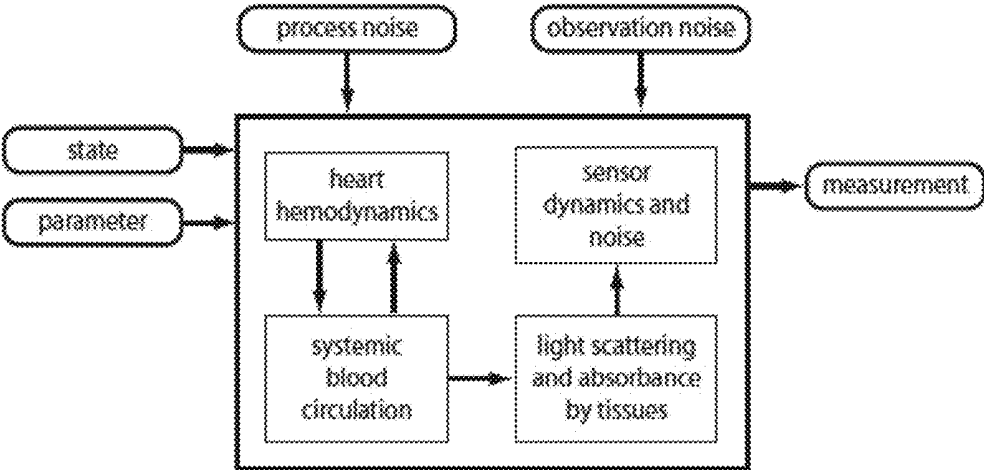 process noise
observation noise
state
parameter
heart
hemodynamics
sensor
dynamics and
noise
measurement
systemic
blood
circulation
light scattering
and absorbance
by tissues